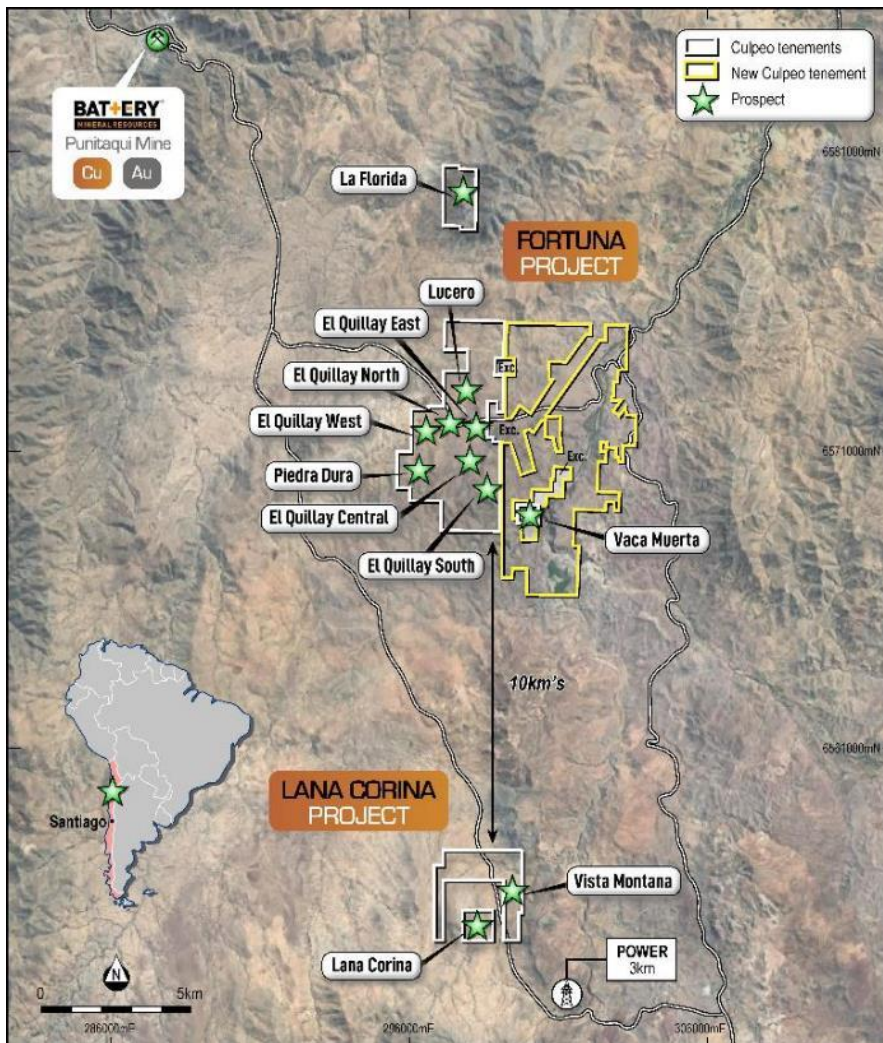 BATTERY
MINERAL RESOURCES
Punitaqui Mine
Cu
Au
Culpeo tenements
New Culpeo tenement
Prospect
6581000mN
La Florida
FORTUNA
PROJECT
Lucero
El Quillay East
El Quillay North
El Quillay West
Piedra Dura
El Quillay Central
El Quillay South
Exc
Exc.
Exc.
6571000mN
Vaca Muerta
10km's
6561000mN
LANA CORINA
PROJECT
Santiago
Vista Montana
Lana Corina
POWER
3km
N
0
5km
286000mE
296000mE
306000mE